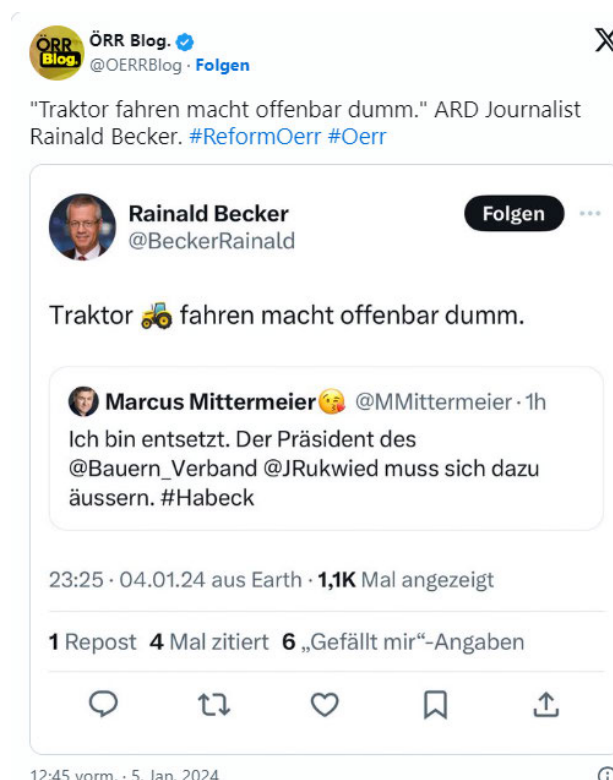 ÖRR Blog.
ÖRR Blog.
@OERRBlog · Folgen
"Traktor fahren macht offenbar dumm." ARD Journalist
Rainald Becker. #ReformOerr #Oerr
Rainald Becker
@BeckerRainald
Folgen
Traktor 🚜 fahren macht offenbar dumm.
Marcus Mittermeier😘 @MMittermeier · 1h
Ich bin entsetzt. Der Präsident des
@Bauern_Verband @JRukwied muss sich dazu
äussern. #Habeck
23:25 · 04.01.24 aus Earth · 1,1K Mal angezeigt
1 Repost 4 Mal zitiert 6 „Gefällt mir“-Angaben
12:45 vorm. · 5. Jan. 2024